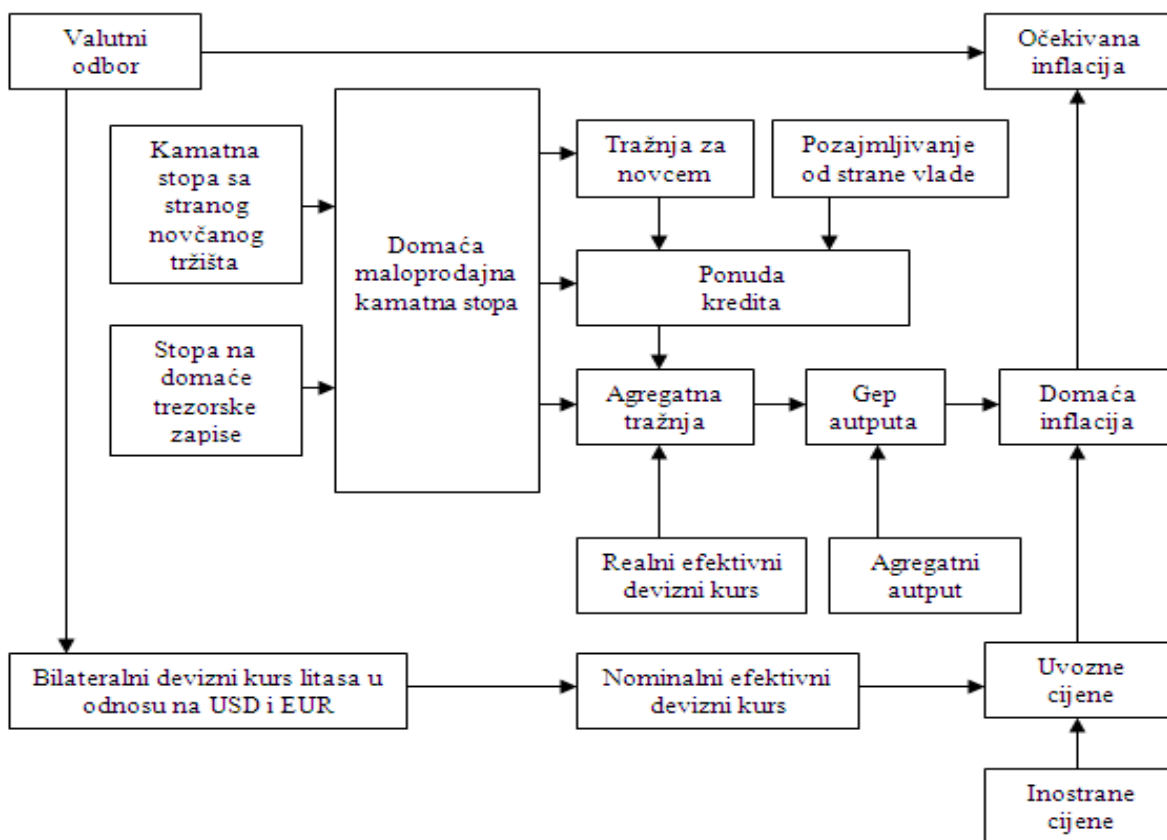 Valutni
odbor
Očekivana
inflacija
Kamatna
stopa sa
stranog
novčanog
tržišta
Domaća
maloprodajna
kamatna stopa
Tražnja za
novcem
Pozajmljivanje
od strane vlade
Ponuda
kredita
Stopa na
domaće
trezorske
zapise
Agregatna
tražnja
Gep
autputa
Domaća
inflacija
Realni efektivni
devizni kurs
Agregatni
autput
Bilateralni devizni kurs litasa u
odnosu na USD i EUR
Nominalni efektivni
devizni kurs
Uvozne
cijene
Inostrane
cijene